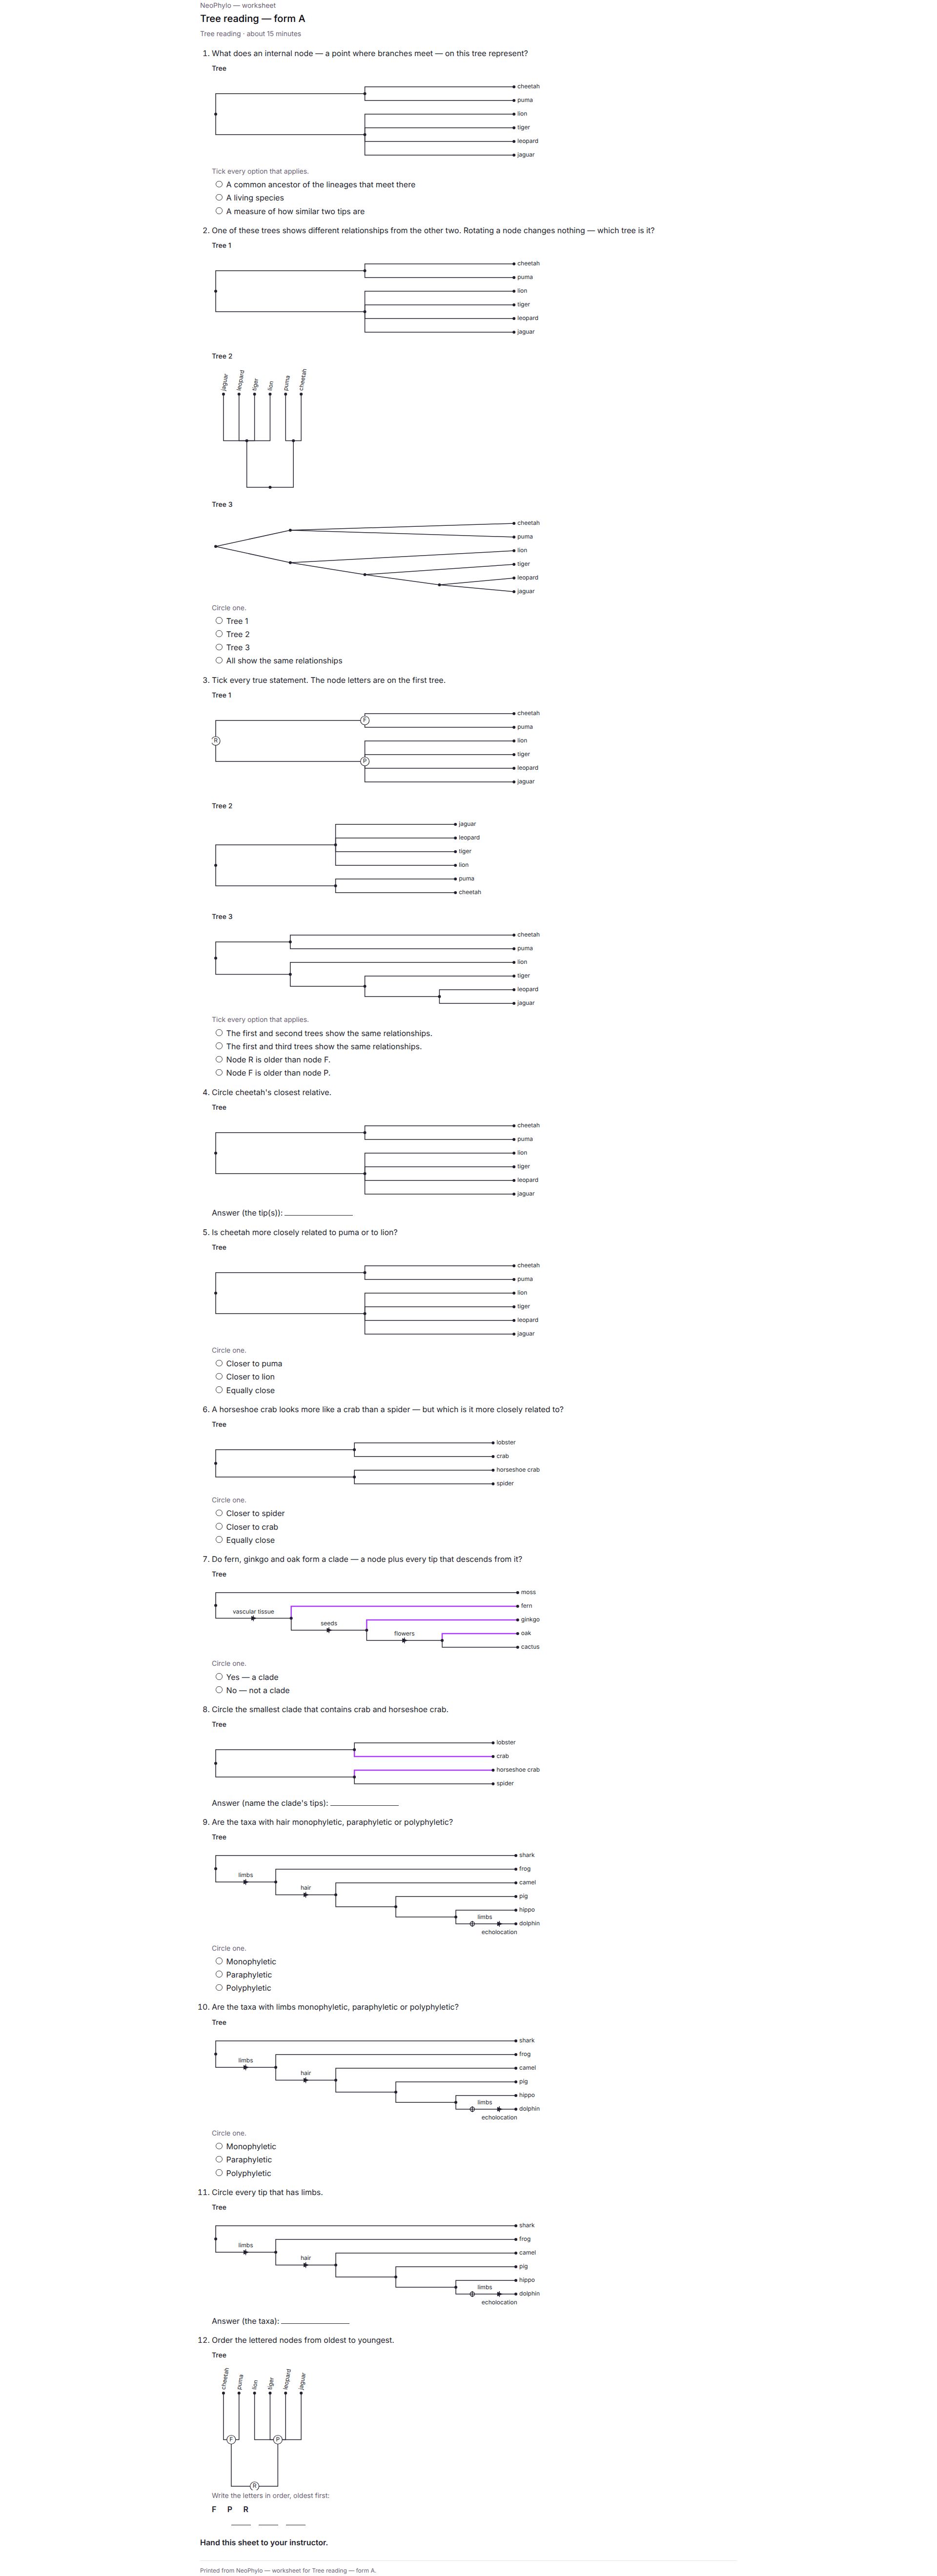 NeoPhylo — worksheet
Tree reading — form A
Tree reading · about 15 minutes
1. What does an internal node — a point where branches meet — on this tree represent?
Tree
cheetah
puma
lion
tiger
leopard
jaguar
Tick every option that applies.
A common ancestor of the lineages that meet there
A living species
A measure of how similar two tips are
2. One of these trees shows different relationships from the other two. Rotating a node changes nothing — which tree is it?
Tree 1
cheetah
puma
lion
tiger
leopard
jaguar
Tree 2
jaguar
leopard
tiger
lion
puma
cheetah
Tree 3
cheetah
puma
lion
tiger
leopard
jaguar
Circle one.
Tree 1
Tree 2
Tree 3
All show the same relationships
3. Tick every true statement. The node letters are on the first tree.
Tree 1
cheetah
F
puma
R
lion
tiger
P
leopard
jaguar
Tree 2
jaguar
leopard
tiger
lion
puma
cheetah
Tree 3
cheetah
puma
lion
tiger
leopard
jaguar
Tick every option that applies.
The first and second trees show the same relationships.
The first and third trees show the same relationships.
Node R is older than node F.
Node F is older than node P.
4. Circle cheetah's closest relative.
Tree
cheetah
puma
lion
tiger
leopard
jaguar
Answer (the tip(s)):
5. Is cheetah more closely related to puma or to lion?
Tree
cheetah
puma
lion
tiger
leopard
jaguar
Circle one.
Closer to puma
Closer to lion
Equally close
6. A horseshoe crab looks more like a crab than a spider — but which is it more closely related to?
Tree
lobster
crab
horseshoe crab
spider
Circle one.
Closer to spider
Closer to crab
Equally close
7. Do fern, ginkgo and oak form a clade — a node plus every tip that descends from it?
Tree
moss
fern
vascular tissue
ginkgo
seeds
oak
flowers
cactus
Circle one.
Yes — a clade
No — not a clade
8. Circle the smallest clade that contains crab and horseshoe crab.
Tree
lobster
crab
horseshoe crab
spider
Answer (name the clade's tips):
9. Are the taxa with hair monophyletic, paraphyletic or polyphyletic?
Tree
shark
frog
limbs
camel
hair
pig
hippo
limbs
dolphin
echolocation
Circle one.
Monophyletic
Paraphyletic
Polyphyletic
10. Are the taxa with limbs monophyletic, paraphyletic or polyphyletic?
Tree
shark
frog
limbs
camel
hair
pig
hippo
limbs
dolphin
echolocation
Circle one.
Monophyletic
Paraphyletic
Polyphyletic
11. Circle every tip that has limbs.
Tree
shark
frog
limbs
camel
hair
pig
hippo
limbs
dolphin
echolocation
Answer (the taxa):
12. Order the lettered nodes from oldest to youngest.
Tree
cheetah
puma
lion
tiger
leopard
jaguar
F
P
R
Write the letters in order, oldest first:
F P R
Hand this sheet to your instructor.
Printed from NeoPhylo — worksheet for Tree reading — form A.